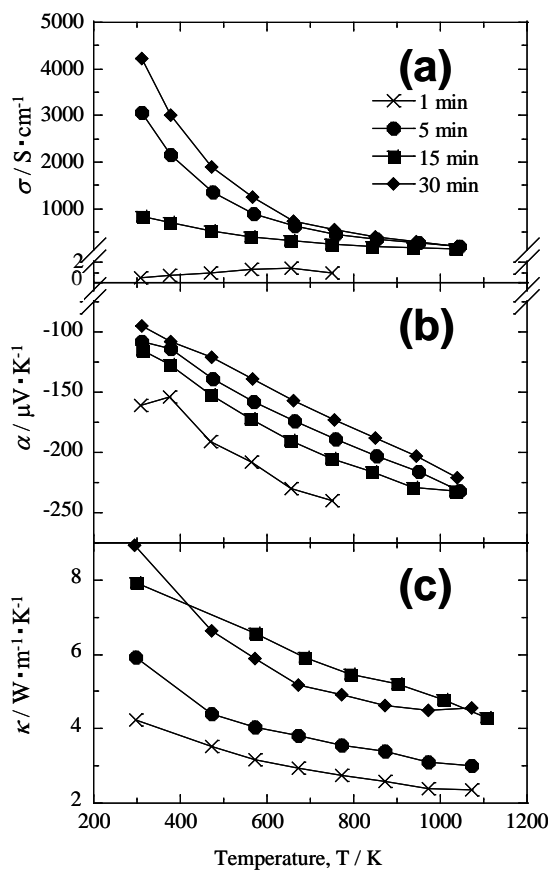 5000
4000
3000
2000
1000
2
0
σ / S・cm⁻¹
(a)
1 min
5 min
15 min
30 min
-100
-150
-200
-250
α / μV・K⁻¹
(b)
8
6
4
2
κ / W・m⁻¹・K⁻¹
(c)
200 400 600 800 1000 1200
Temperature, T / K